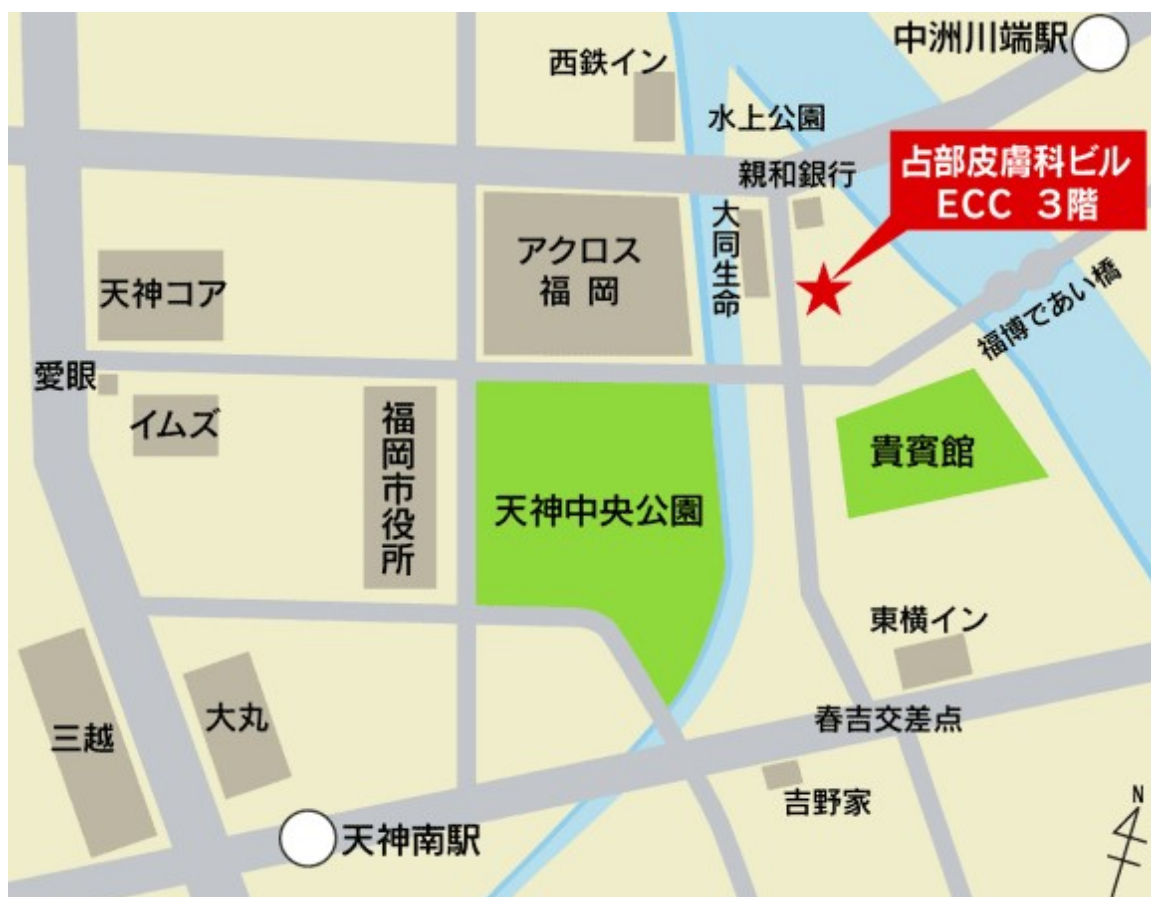 中洲川端駅
西鉄イン
水上公園
占部皮膚科ビル
ECC 3階
親和銀行
大同生命
アクロス
福岡
天神コア
福博であい橋
愛眼
イムズ
福岡市役所
貴賓館
天神中央公園
東横イン
大丸
三越
春吉交差点
吉野家
天神南駅
N